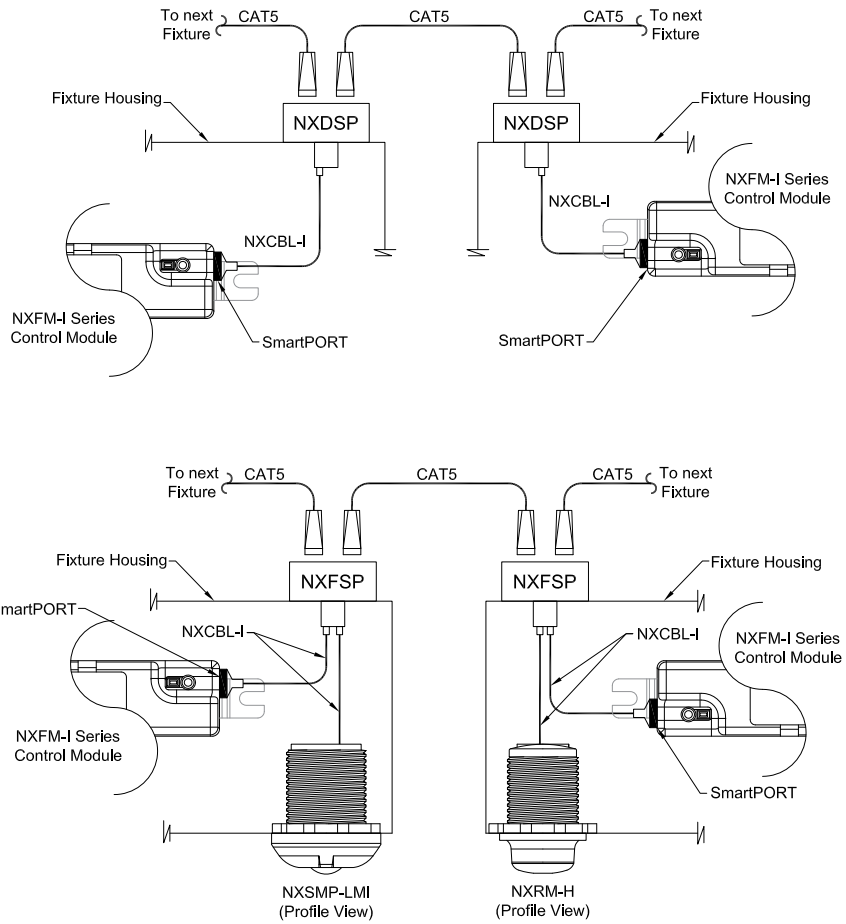 To next
Fixture
CAT5
CAT5
CAT5
To next
Fixture
Fixture Housing
NXDSP
NXDSP
Fixture Housing
NXFM-I Series
Control Module
NXCBL-I
NXCBL-I
NXFM-I Series
Control Module
SmartPORT
SmartPORT
To next
Fixture
CAT5
CAT5
CAT5
To next
Fixture
Fixture Housing
NXFSP
NXFSP
Fixture Housing
martPORT
NXCBL-I
NXCBL-I
NXFM-I Series
Control Module
NXFM-I Series
Control Module
SmartPORT
NXSMP-LMI
(Profile View)
NXRM-H
(Profile View)